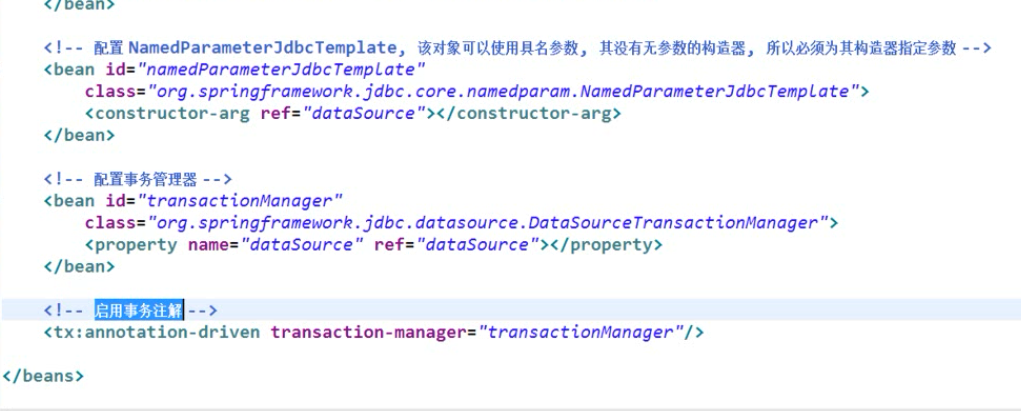 </bean>
<!-- 配置 NamedParameterJdbcTemplate, 该对象可以使用具名参数, 其没有无参数的构造器, 所以必须为其构造器指定参数 -->
<bean id="namedParameterJdbcTemplate"
class="org.springframework.jdbc.core.namedparam.NamedParameterJdbcTemplate">
<constructor-arg ref="dataSource"></constructor-arg>
</bean>
<!-- 配置事务管理器 -->
<bean id="transactionManager"
class="org.springframework.jdbc.datasource.DataSourceTransactionManager">
<property name="dataSource" ref="dataSource"></property>
</bean>
<!-- 启用事务注解 -->
<tx:annotation-driven transaction-manager="transactionManager"/>
</beans>